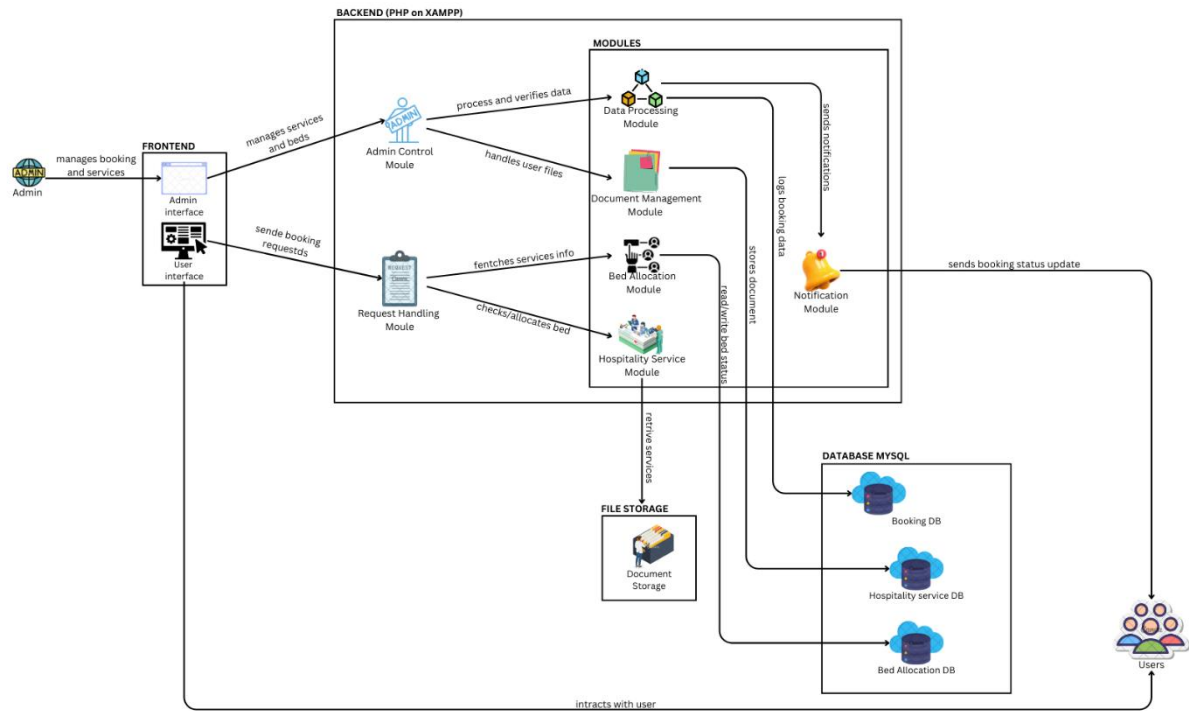 BACKEND (PHP on XAMPP)
MODULES
process and verifies data
Data Processing
Module
sends notifications
manages services
and beds
ADMIN
Admin Control
Moule
FRONTEND
manages booking
and services
ADMIN
Admin
Admin
interface
handles user files
Document Management
Module
logs booking data
sende booking
requestds
User
interface
REQUEST
fentches services info
Bed Allocation
Module
stores document
Notification
Module
sends booking status update
Request Handling
Moule
checks/allocates bed
read/write bed status
Hospitality Service
Module
retrive services
DATABASE MYSQL
Booking DB
FILE STORAGE
Document
Storage
Hospitality service DB
Bed Allocation DB
Users
intracts with user